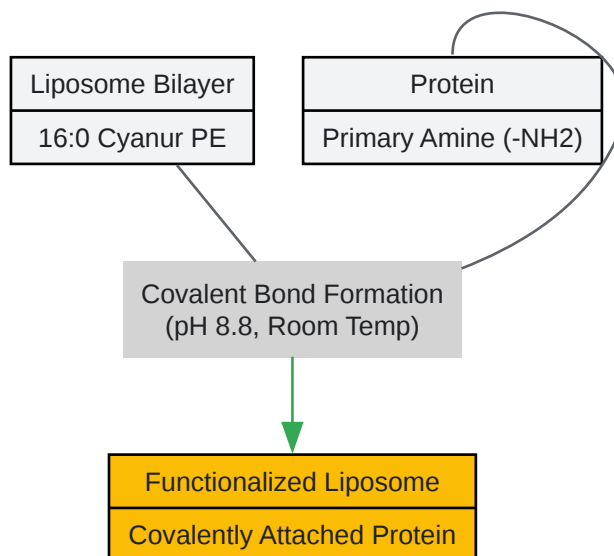 Liposome Bilayer
16:0 Cyanur PE
Protein
Primary Amine (-NH2)
Covalent Bond Formation
(pH 8.8, Room Temp)
Functionalized Liposome
Covalently Attached Protein